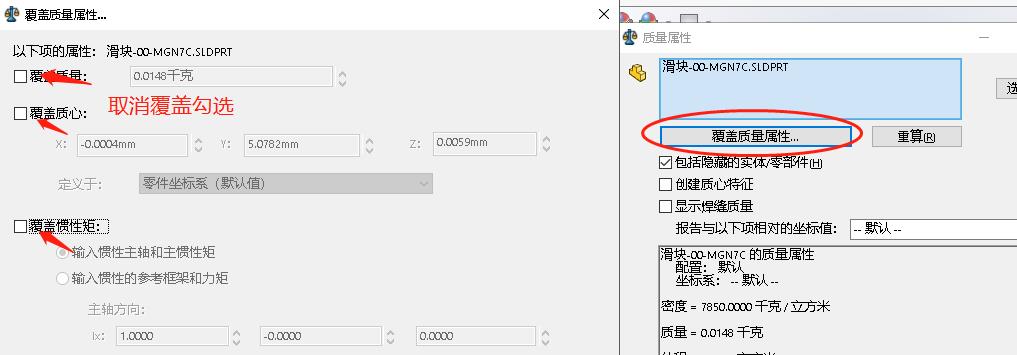 覆盖质量属性...
以下项的属性: 滑块-00-MGN7C.SLDPRT
覆盖质量:
0.0148千克
取消覆盖勾选
覆盖质心:
X: -0.0004mm Y: 5.0782mm Z: 0.0059mm
定义于: 零件坐标系 (默认值)
覆盖惯性矩:
输入惯性主轴和主惯性矩
输入惯性的参考框架和力矩
主轴方向:
Ix: 1.0000 -0.0000 0.0000
质量属性
滑块-00-MGN7C.SLDPRT
选
覆盖质量属性... 重算(R)
包括隐藏的实体/零部件(H)
创建质心特征
显示焊缝质量
报告与以下项相对的坐标值: -- 默认 --
滑块-00-MGN7C 的质量属性
配置: 默认
坐标系: -- 默认 --
密度 = 7850.0000 千克 / 立方米
质量 = 0.0148 千克